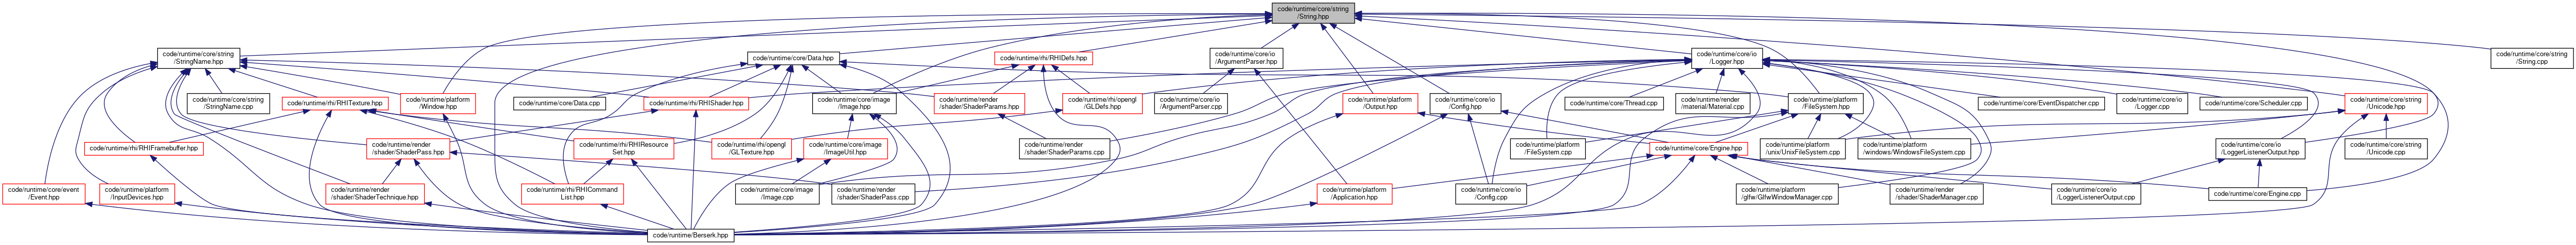 code/runtime/core/string
/String.hpp
code/runtime/core/string
/StringName.hpp
code/runtime/core/Data.hpp
code/runtime/rhi/RHIDefs.hpp
code/runtime/core/io
/ArgumentParser.hpp
code/runtime/core/io
/Logger.hpp
code/runtime/core/string
/String.cpp
code/runtime/core/string
/StringName.cpp
code/runtime/rhi/RHITexture.hpp
code/runtime/platform
/Window.hpp
code/runtime/core/Data.cpp
code/runtime/rhi/RHIShader.hpp
code/runtime/core/image
/Image.hpp
code/runtime/render
/shader/ShaderParams.hpp
code/runtime/rhi/opengl
/GLDefs.hpp
code/runtime/core/io
/ArgumentParser.cpp
code/runtime/platform
/Output.hpp
code/runtime/core/io
/Config.hpp
code/runtime/core/Thread.cpp
code/runtime/render
/material/Material.cpp
code/runtime/platform
/FileSystem.hpp
code/runtime/core/EventDispatcher.cpp
code/runtime/core/io
/Logger.cpp
code/runtime/core/Scheduler.cpp
code/runtime/core/string
/Unicode.hpp
code/runtime/rhi/RHIFramebuffer.hpp
code/runtime/render
/shader/ShaderPass.hpp
code/runtime/rhi/RHIResource
Set.hpp
code/runtime/rhi/opengl
/GLTexture.hpp
code/runtime/core/image
/ImageUtil.hpp
code/runtime/render
/shader/ShaderParams.cpp
code/runtime/platform
/FileSystem.cpp
code/runtime/core/Engine.hpp
code/runtime/platform
/unix/UnixFileSystem.cpp
code/runtime/platform
/windows/WindowsFileSystem.cpp
code/runtime/core/io
/LoggerListenerOutput.hpp
code/runtime/core/string
/Unicode.cpp
code/runtime/core/event
/Event.hpp
code/runtime/platform
/InputDevices.hpp
code/runtime/render
/shader/ShaderTechnique.hpp
code/runtime/rhi/RHICommand
List.hpp
code/runtime/core/image
/Image.cpp
code/runtime/render
/shader/ShaderPass.cpp
code/runtime/platform
/Application.hpp
code/runtime/core/io
/Config.cpp
code/runtime/platform
/glfw/GlfwWindowManager.cpp
code/runtime/render
/shader/ShaderManager.cpp
code/runtime/core/io
/LoggerListenerOutput.cpp
code/runtime/core/Engine.cpp
code/runtime/Berserk.hpp